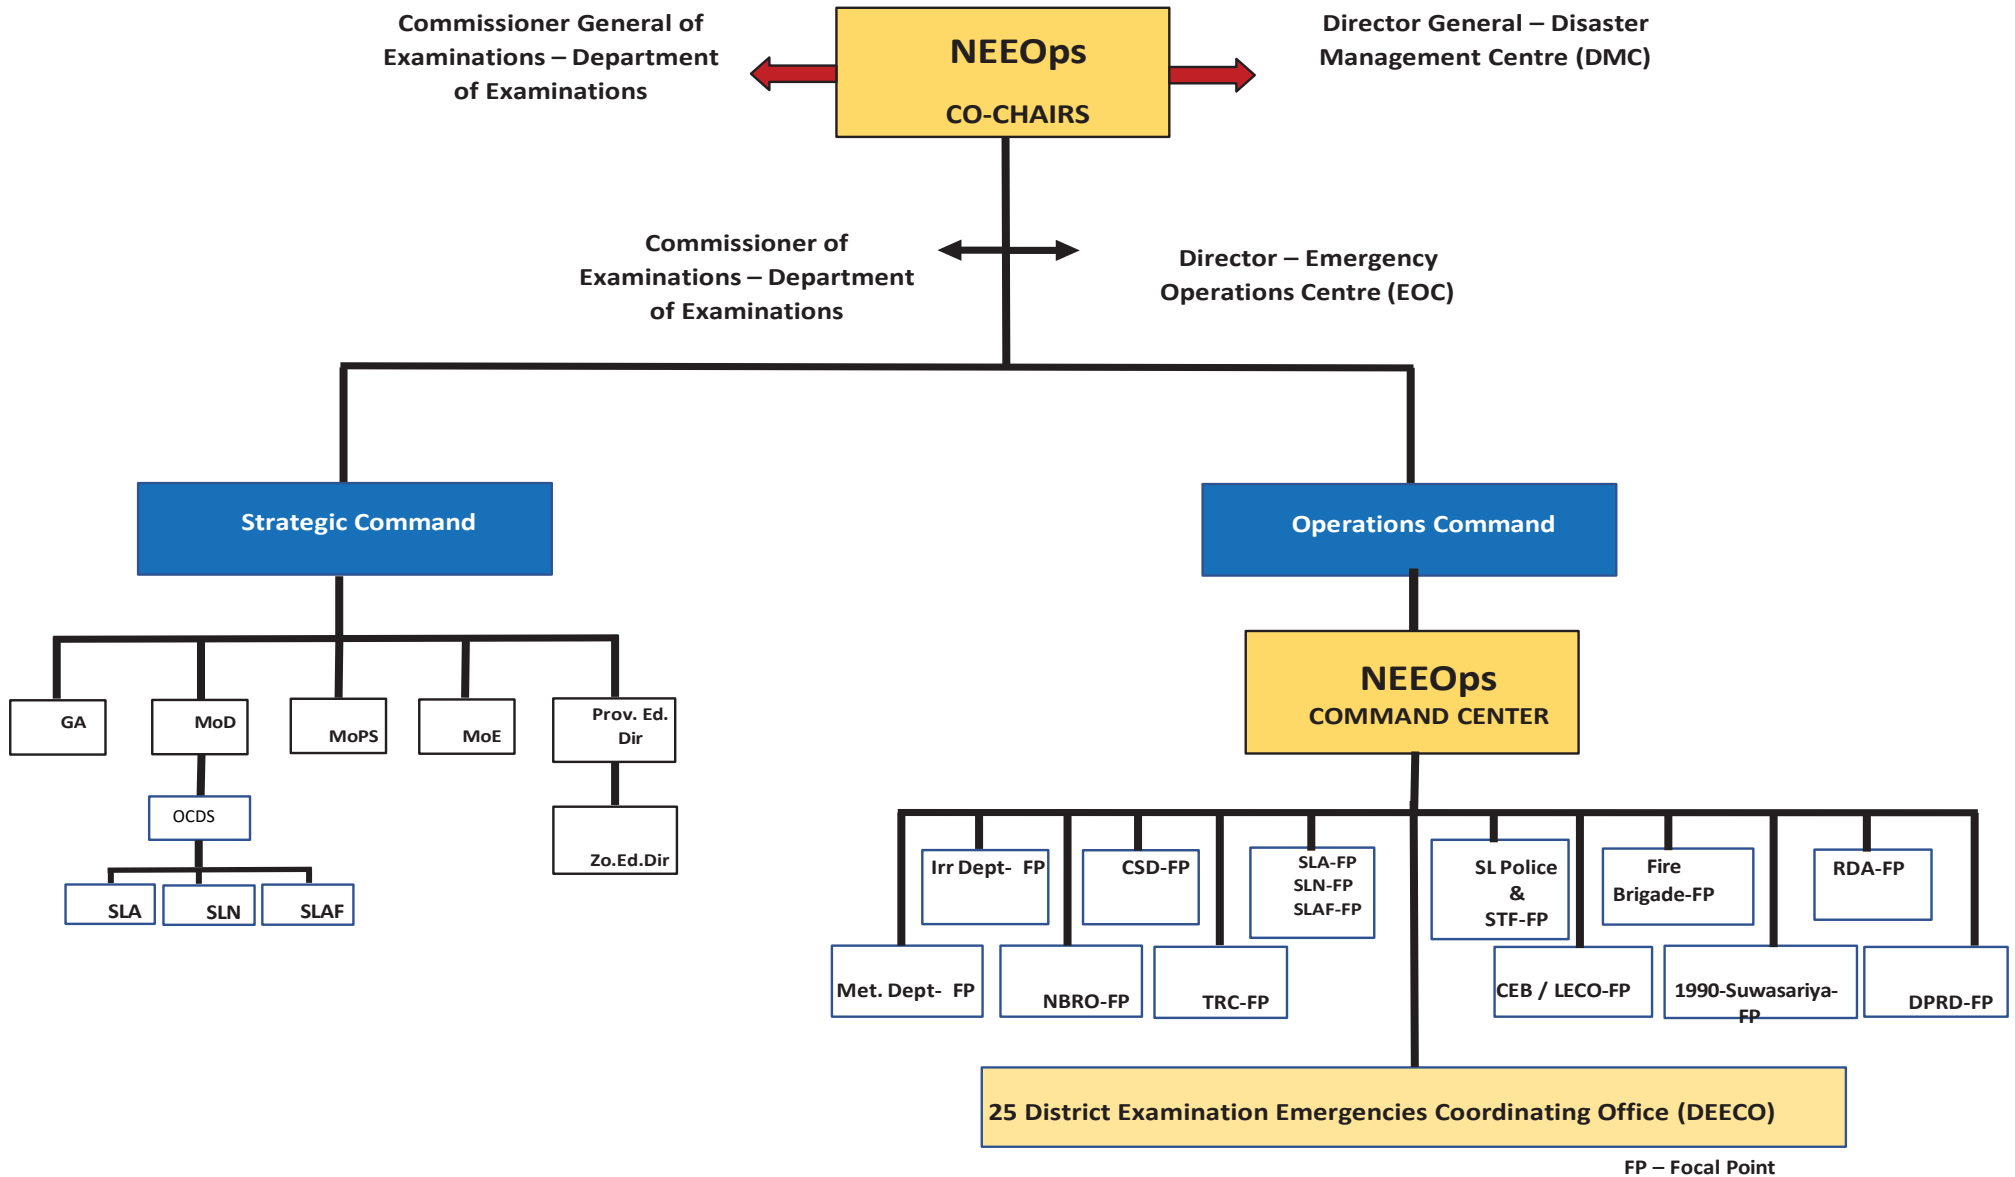 Commissioner General of
Examinations – Department
of Examinations
NEEOps
CO-CHAIRS
Director General – Disaster
Management Centre (DMC)
Commissioner of
Examinations – Department
of Examinations
Director – Emergency
Operations Centre (EOC)
Strategic Command
Operations Command
NEEOps
COMMAND CENTER
GA
MoD
MoPS
MoE
Prov. Ed.
Dir
OCDS
Zo.Ed.Dir
SLA
SLN
SLAF
Irr Dept- FP
CSD-FP
SLA-FP
SLN-FP
SLAF-FP
SL Police
&
STF-FP
Fire
Brigade-FP
RDA-FP
Met. Dept- FP
NBRO-FP
TRC-FP
CEB / LECO-FP
1990-Suwasariya-
FP
DPRD-FP
25 District Examination Emergencies Coordinating Office (DEECO)
FP – Focal Point